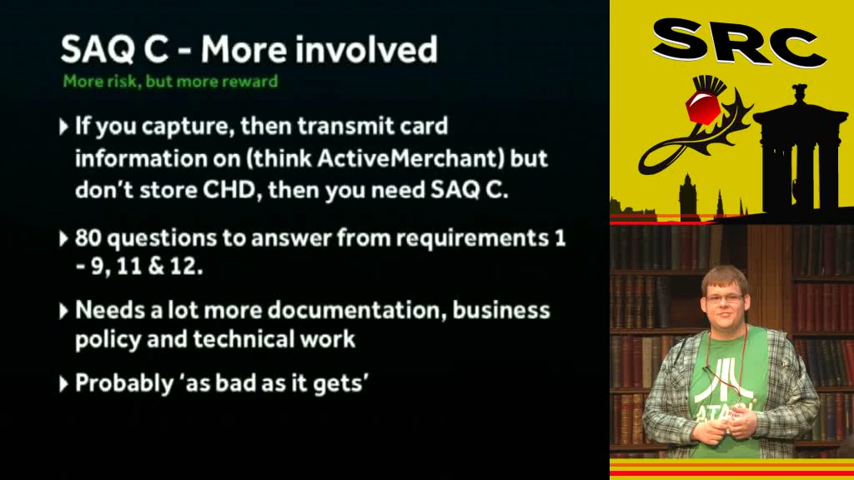 SAQ C - More involved
More risk, but more reward
If you capture, then transmit card
information on (think ActiveMerchant) but
don't store CHD, then you need SAQ C.
80 questions to answer from requirements 1
- 9, 11 & 12.
Needs a lot more documentation, business
policy and technical work
Probably 'as bad as it gets'
SRC
ATARI